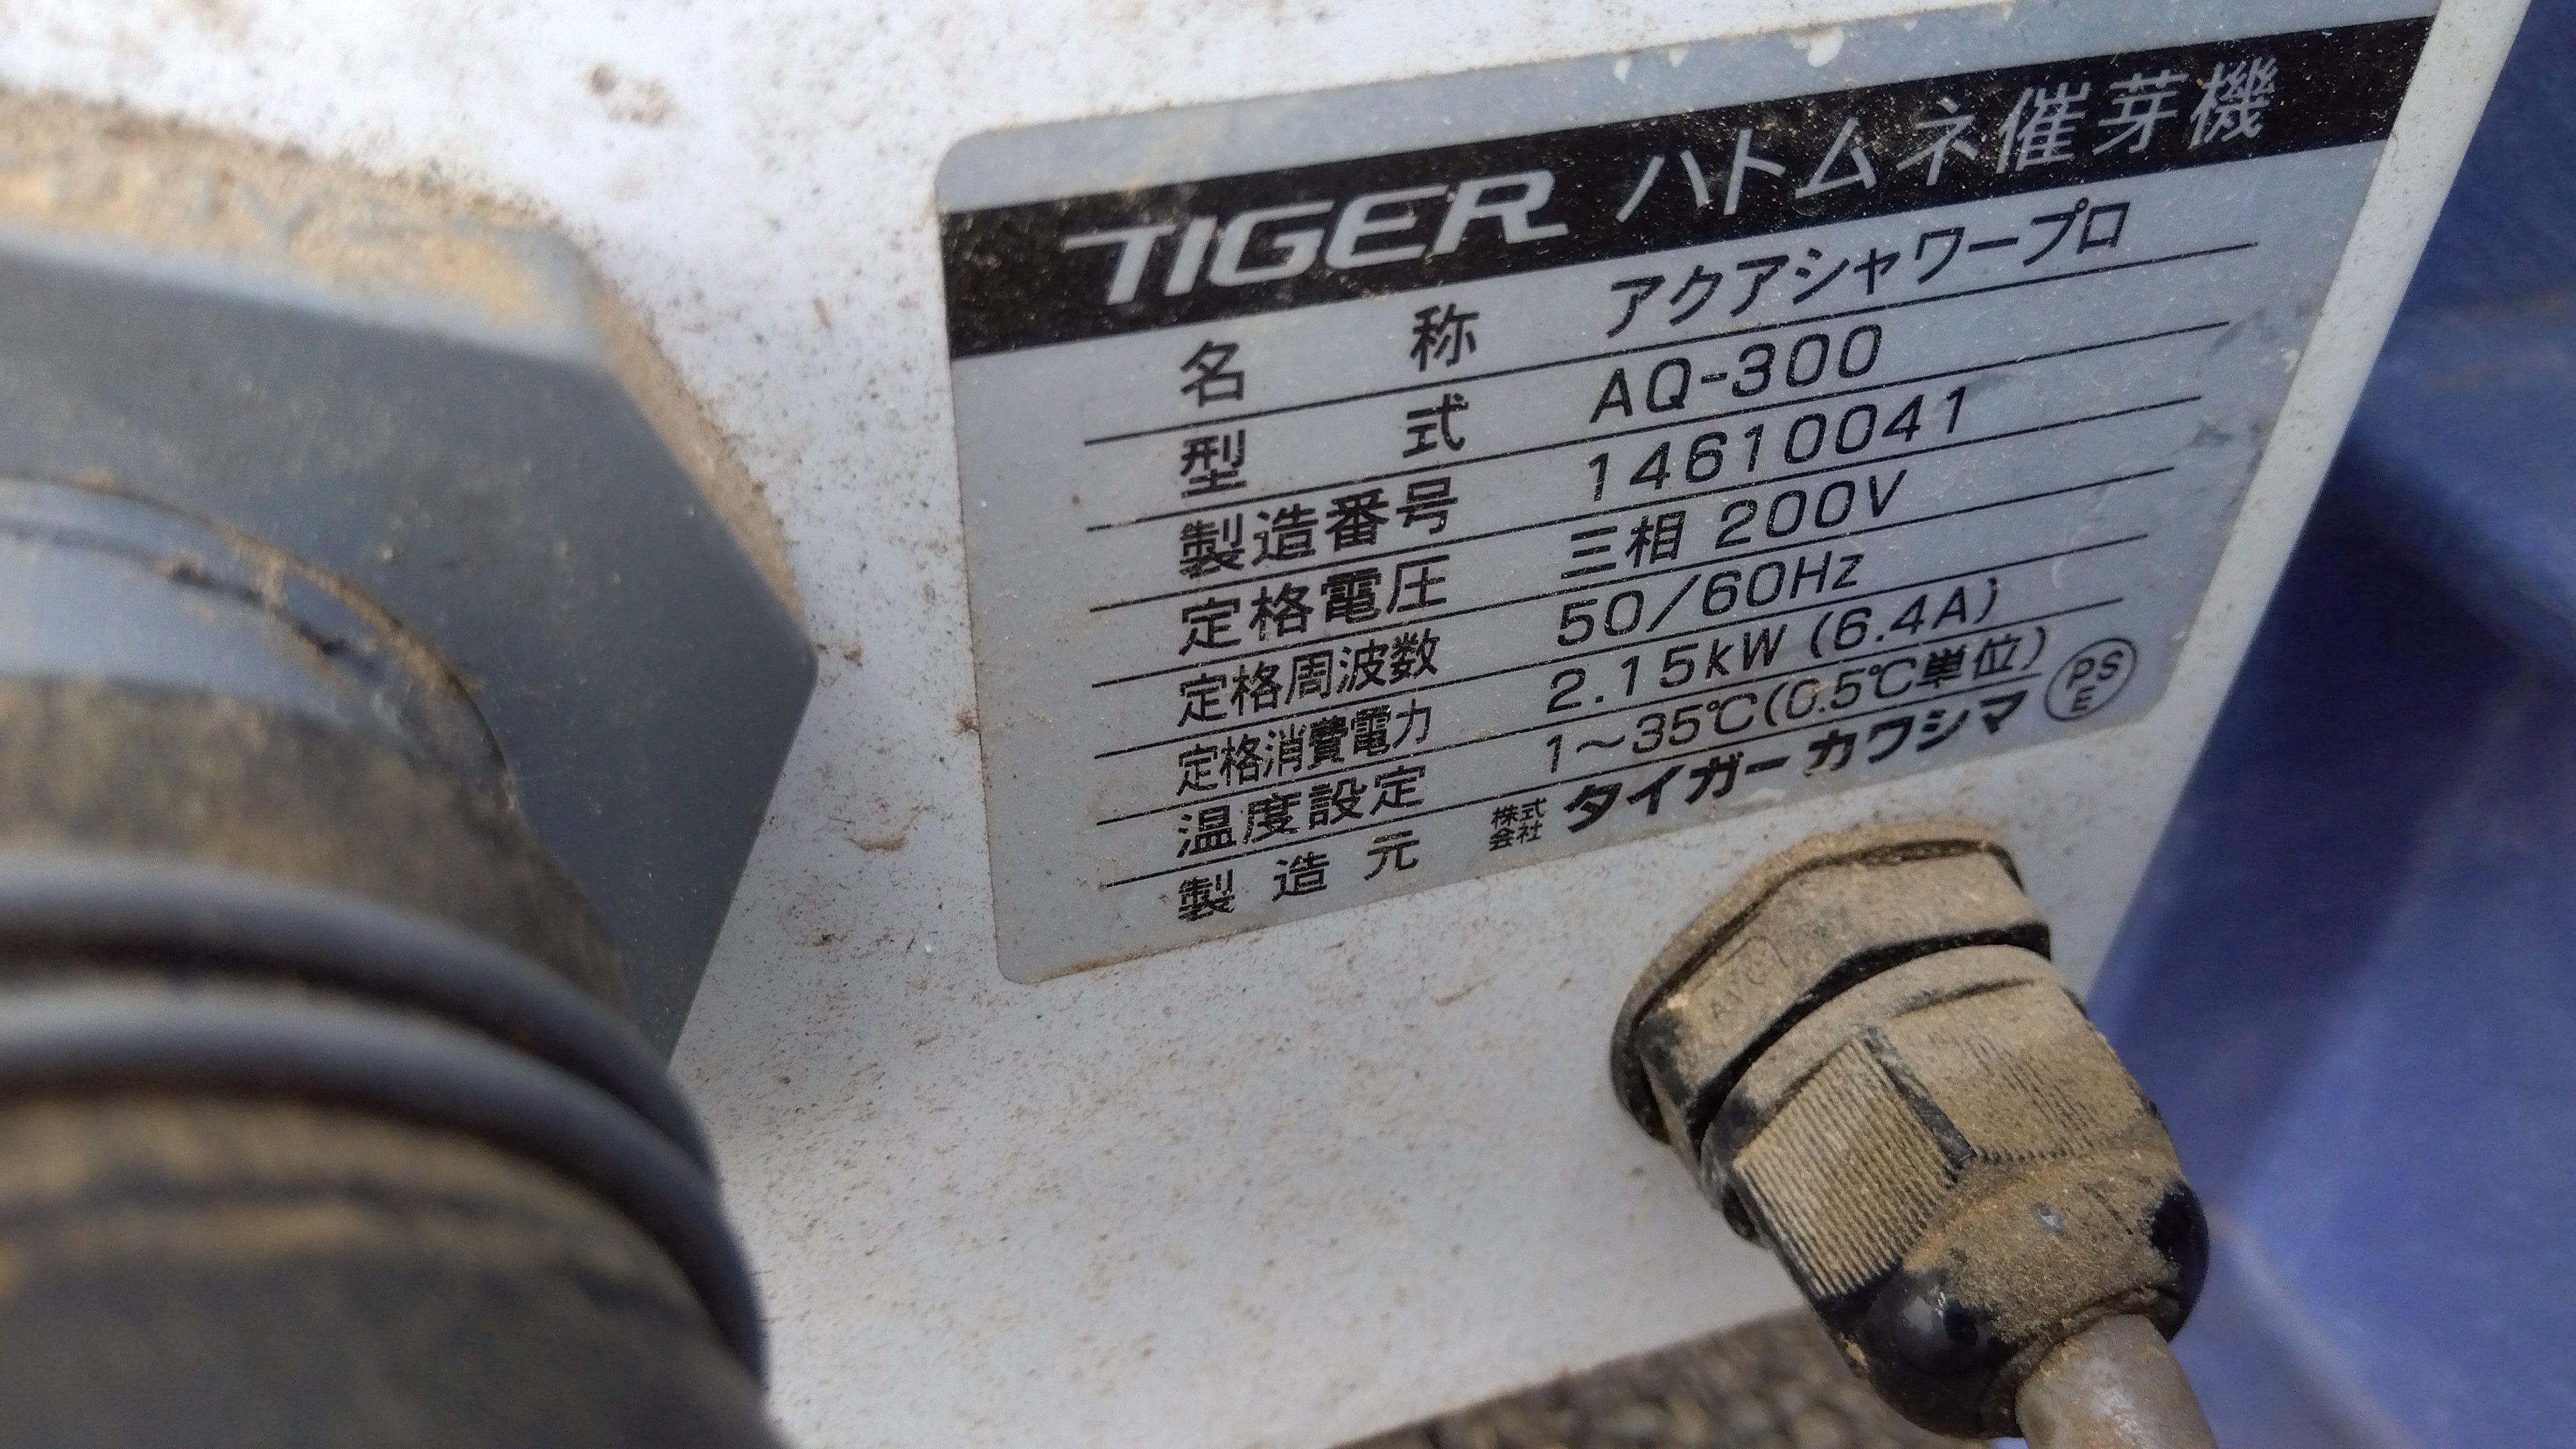 TIGER ハトムネ催芽機
名称 アクアシャワープロ
型式 AQ-300
製造番号 14610041
定格電圧 三相 200V
定格周波数 50/60Hz
定格消費電力 2.15kW (6.4A)
温度設定 1～35℃(0.5℃単位)
製造元 株式会社 タイガーカワシマ
PSE